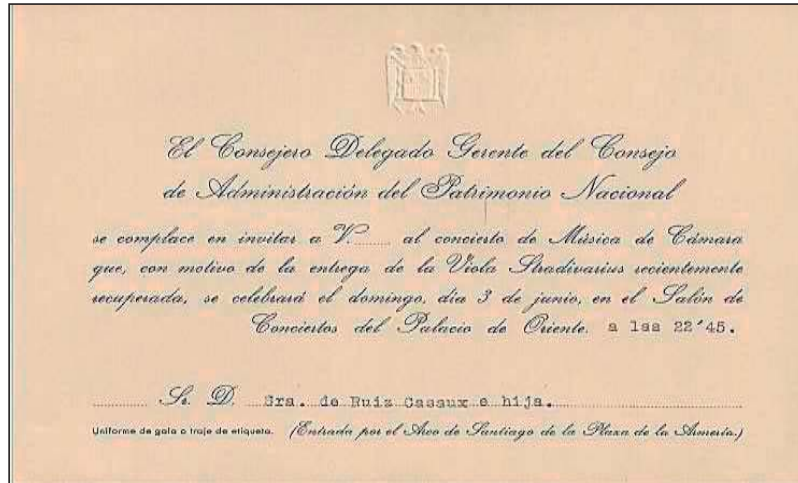 El Consejero Delegado Gerente del Consejo
de Administración del Patrimonio Nacional
se complace en invitar a V....... al concierto de Música de Cámara
que, con motivo de la entrega de la Viola Stradivarius recientemente
recuperada, se celebrará el domingo, día 3 de junio, en el Salón de
Conciertos del Palacio de Oriente. a las 22'45.
Sr. D. Sra. de Ruiz Cassux e hija.
Uniforme de gala o traje de etiqueta. (Entrada por el Arco de Santiago de la Plaza de la Armería.)